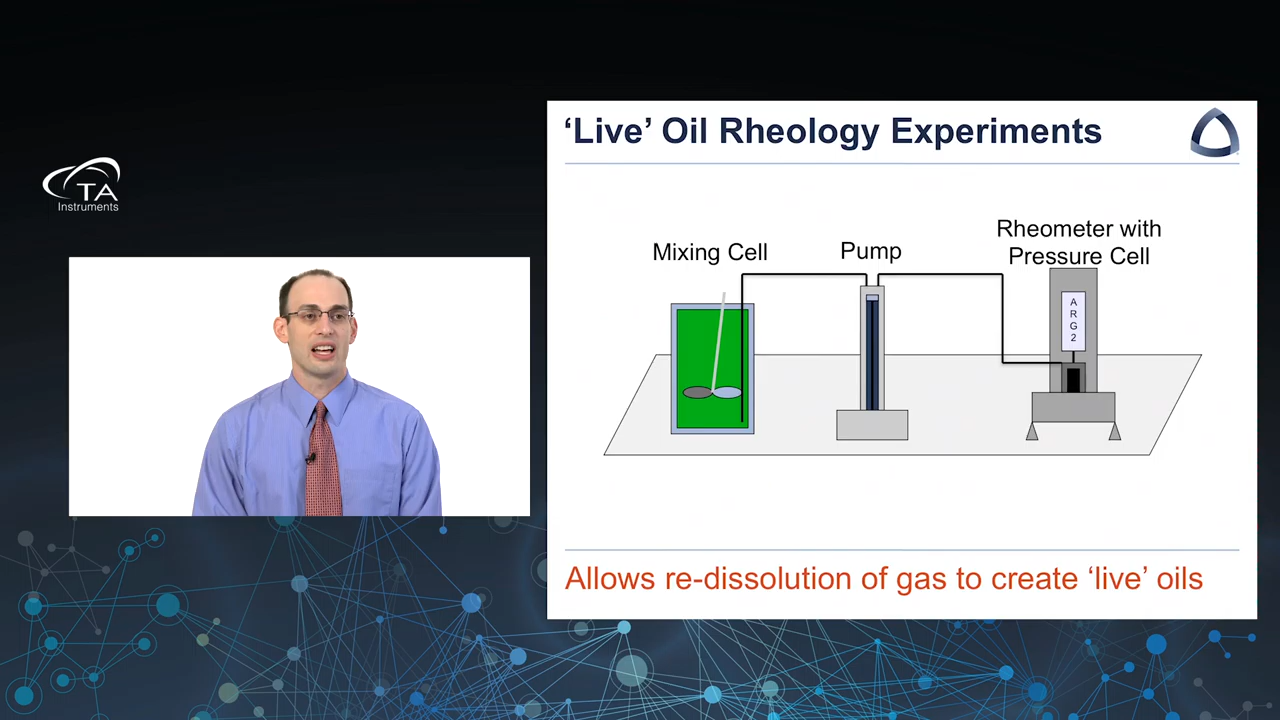 TA
Instruments
‘Live’ Oil Rheology Experiments
Mixing Cell
Pump
Rheometer with
Pressure Cell
A
R
G
2
Allows re-dissolution of gas to create ‘live’ oils